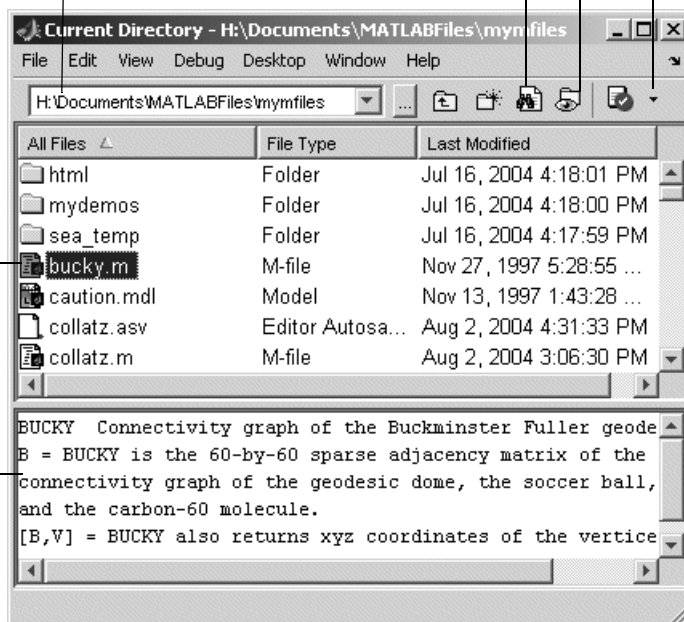 Current Directory - H:\Documents\MATLABFiles\mymfiles
File Edit View Debug Desktop Window Help
H:\Documents\MATLABFiles\mymfiles ...
All Files File Type Last Modified
html Folder Jul 16, 2004 4:18:01 PM
mydemos Folder Jul 16, 2004 4:18:00 PM
sea_temp Folder Jul 16, 2004 4:17:59 PM
bucky.m M-file Nov 27, 1997 5:28:55 ...
caution.mdl Model Nov 13, 1997 1:43:28 ...
collatz.asv Editor Autosa... Aug 2, 2004 4:31:33 PM
collatz.m M-file Aug 2, 2004 3:06:30 PM
BUCKY Connectivity graph of the Buckminster Fuller geode
B = BUCKY is the 60-by-60 sparse adjacency matrix of the
connectivity graph of the geodesic dome, the soccer ball,
and the carbon-60 molecule.
[B,V] = BUCKY also returns xyz coordinates of the vertice